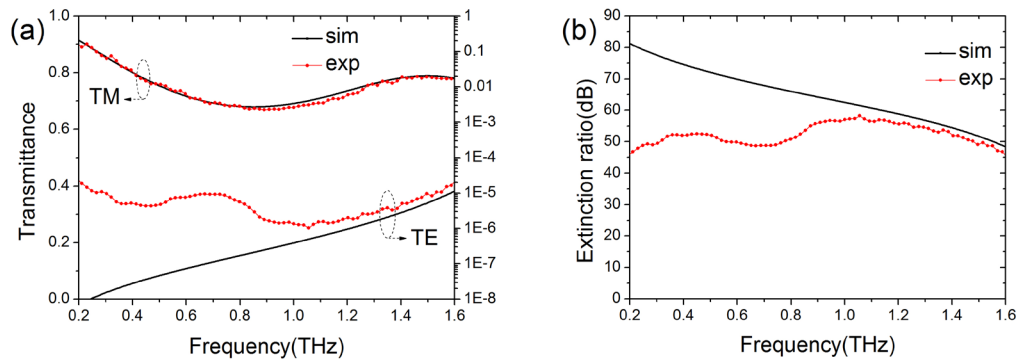 (a)
sim
exp
TM
TE
Transmittance
1.0
0.8
0.6
0.4
0.2
0.0
1
0.1
0.01
1E-3
1E-4
1E-5
1E-6
1E-7
1E-8
0.2 0.4 0.6 0.8 1.0 1.2 1.4 1.6
Frequency(THz)
(b)
sim
exp
Extinction ratio(dB)
90
80
70
60
50
40
30
20
10
0
0.2 0.4 0.6 0.8 1.0 1.2 1.4 1.6
Frequency(THz)